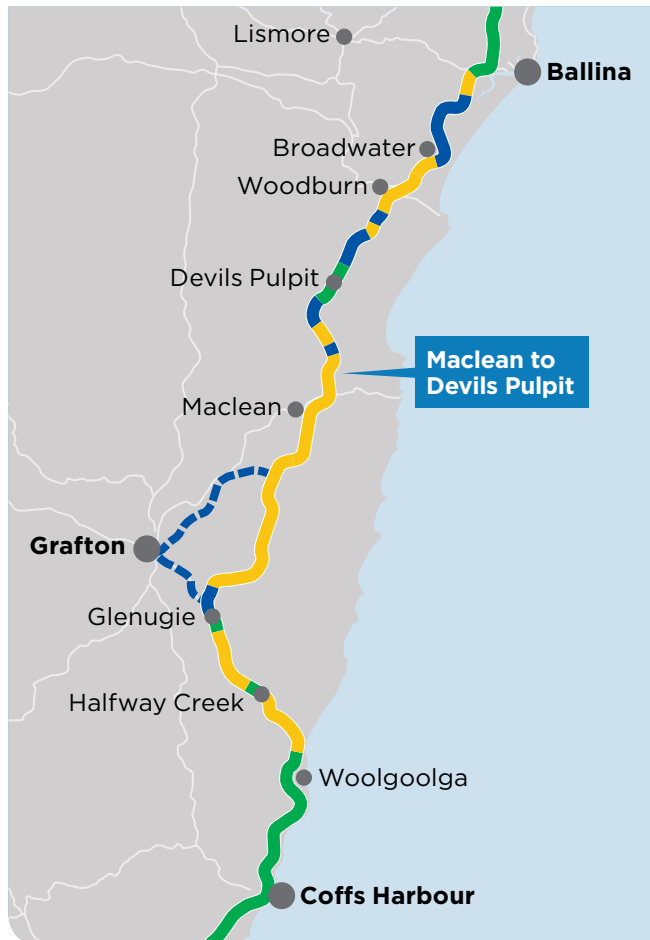 Lismore
Ballina
Broadwater
Woodburn
Devils Pulpit
Maclean to
Devils Pulpit
Maclean
Grafton
Glenugie
Halfway Creek
Woolgoolga
Coffs Harbour